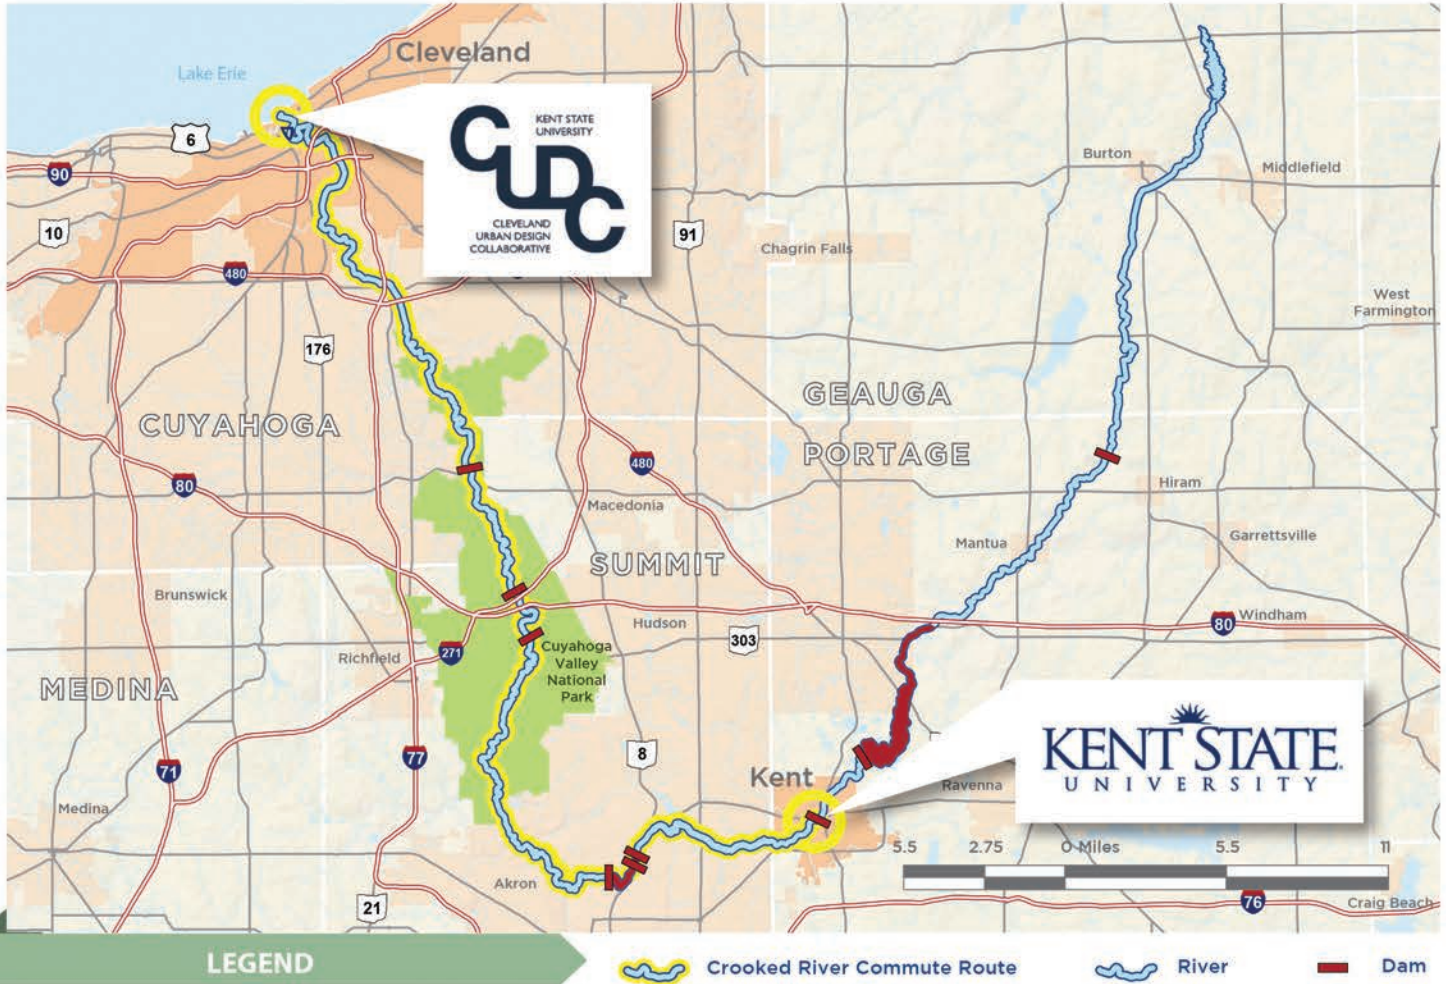 Cleveland
Lake Erie
KENT STATE
UNIVERSITY
CUDC
CLEVELAND
URBAN DESIGN
COLLABORATIVE
6
90
10
91
Burton
Middlefield
Chagrin Falls
480
West
Farmington
176
GEAUGA
CUYAHOGA
PORTAGE
480
80
Hiram
Macedonia
Garrettsville
Mantua
SUMMIT
Brunswick
Windham
80
Hudson
303
Richfield
271
Cuyahoga
Valley
National
Park
MEDINA
KENT STATE
UNIVERSITY
8
77
71
Kent
Ravenna
Medina
5.5 2.75 0 Miles 5.5 11
Akron
21
76
Craig Beach
LEGEND
Crooked River Commute Route
River
Dam